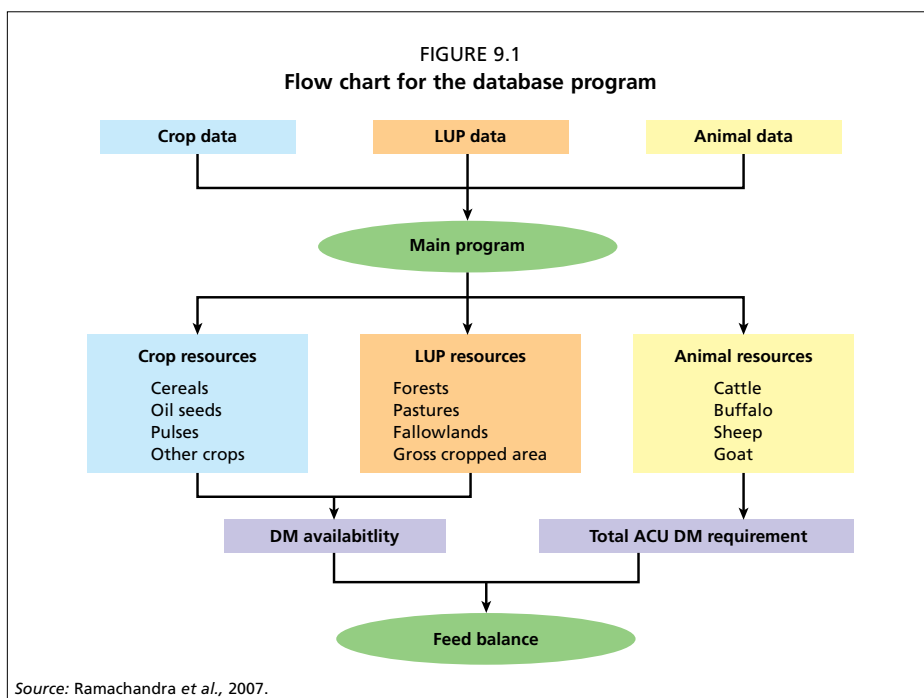 FIGURE 9.1
Flow chart for the database program
Crop data
LUP data
Animal data
Main program
Crop resources
Cereals
Oil seeds
Pulses
Other crops
LUP resources
Forests
Pastures
Fallowlands
Gross cropped area
Animal resources
Cattle
Buffalo
Sheep
Goat
DM availabitlity
Total ACU DM requirement
Feed balance
Source: Ramachandra et al., 2007.